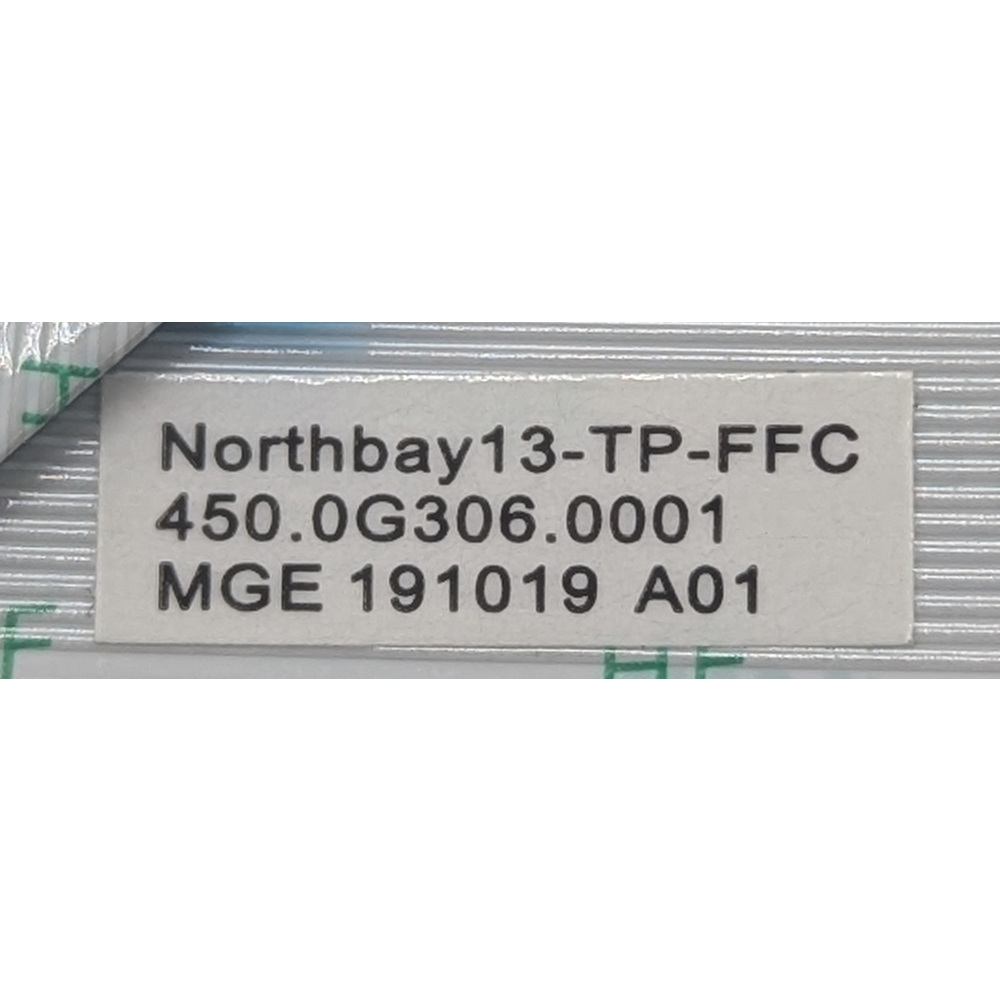 Northbay13-TP-FFC
450.0G306.0001
MGE 191019 A01